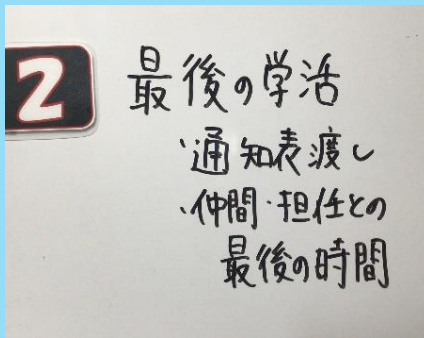 2
最後の学活
・通知表渡し
・仲間・担任との
最後の時間